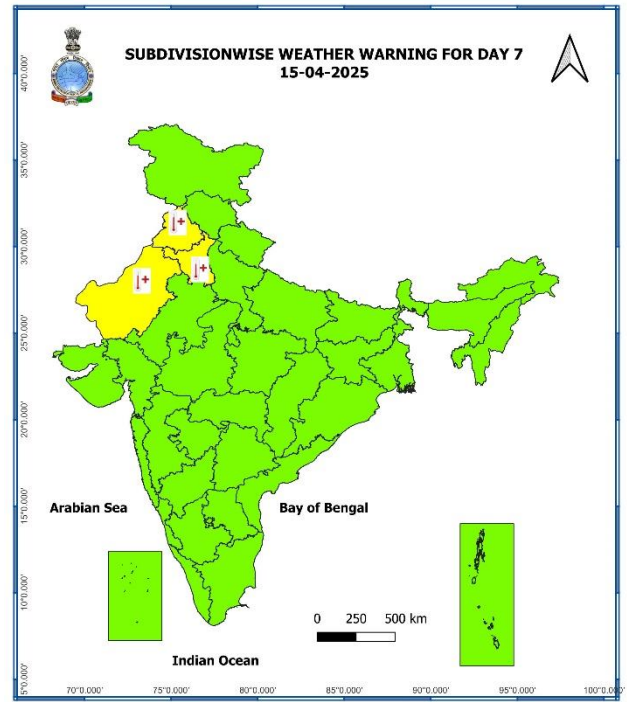 SUBDIVISIONWISE WEATHER WARNING FOR DAY 7
15-04-2025
40°0.000'
35°0.000'
30°0.000'
25°0.000'
20°0.000'
15°0.000'
10°0.000'
5°0.000'
Arabian Sea
Bay of Bengal
0 250 500 km
Indian Ocean
70°0.000' 75°0.000' 80°0.000' 85°0.000' 90°0.000' 95°0.000' 100°0.000'